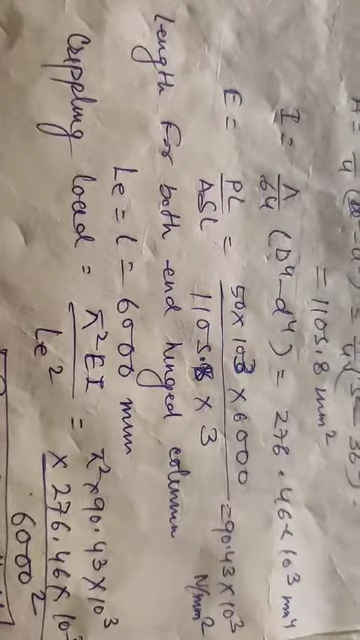 = 1105.8 mm²
I = π/64 (D⁴-d⁴) = 276.46×10³ mm⁴
E = PL/ASL = 50×10³ × 6000 / 1105.8 × 3 = 90.43×10³ N/mm²
Length for both end hinged column
Le = l = 6000 mm
Crippling load = π²EI/Le² = π²×90.43×10³ × 276.46×10³ / 6000²